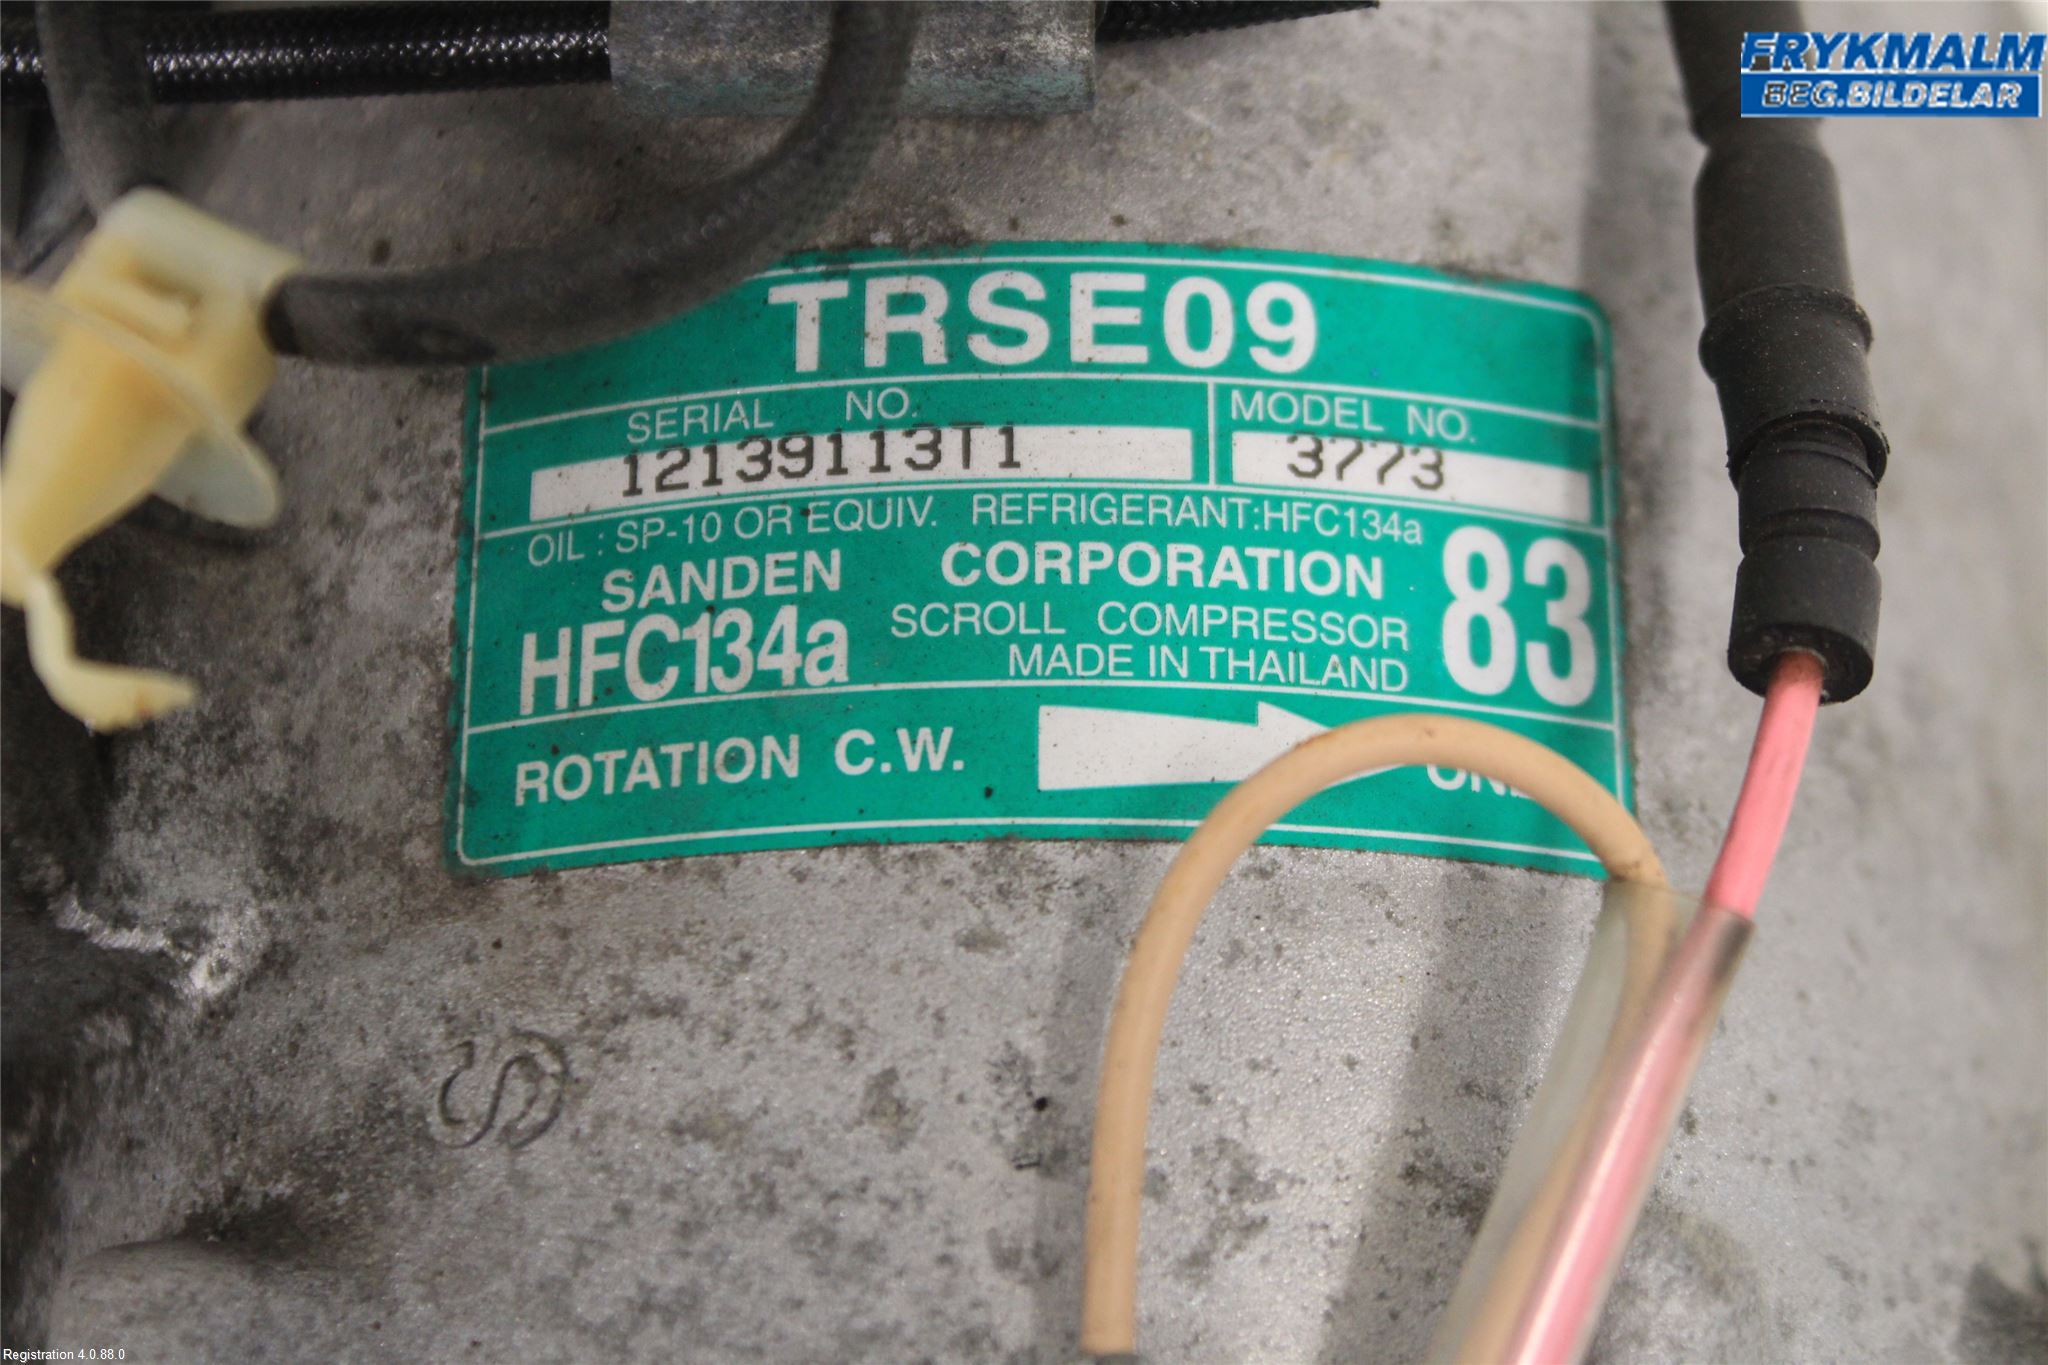 FRYKMALM
BEG.BILDELAR
TRSE09
SERIAL NO. MODEL NO.
12139113T1 3773
OIL : SP-10 OR EQUIV. REFRIGERANT:HFC134a
SANDEN CORPORATION 83
HFC134a SCROLL COMPRESSOR
MADE IN THAILAND
ROTATION C.W.
Registration 4.0.88.0